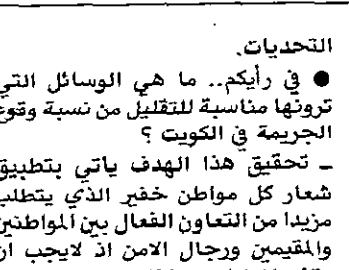 التحديات.
● في رأيكم.. ما هي الوسائل التي
ترونها مناسبة للتقليل من نسبة وقوع
الجريمة في الكويت ؟
ـ تحقيق هذا الهدف ياتي بتطبيق
شعار كل مواطن خفير الذي يتطلب
مزيدا من التعاون الفعال بين المواطنين
والمقيمين ورجال الامن اذ لايجب ان